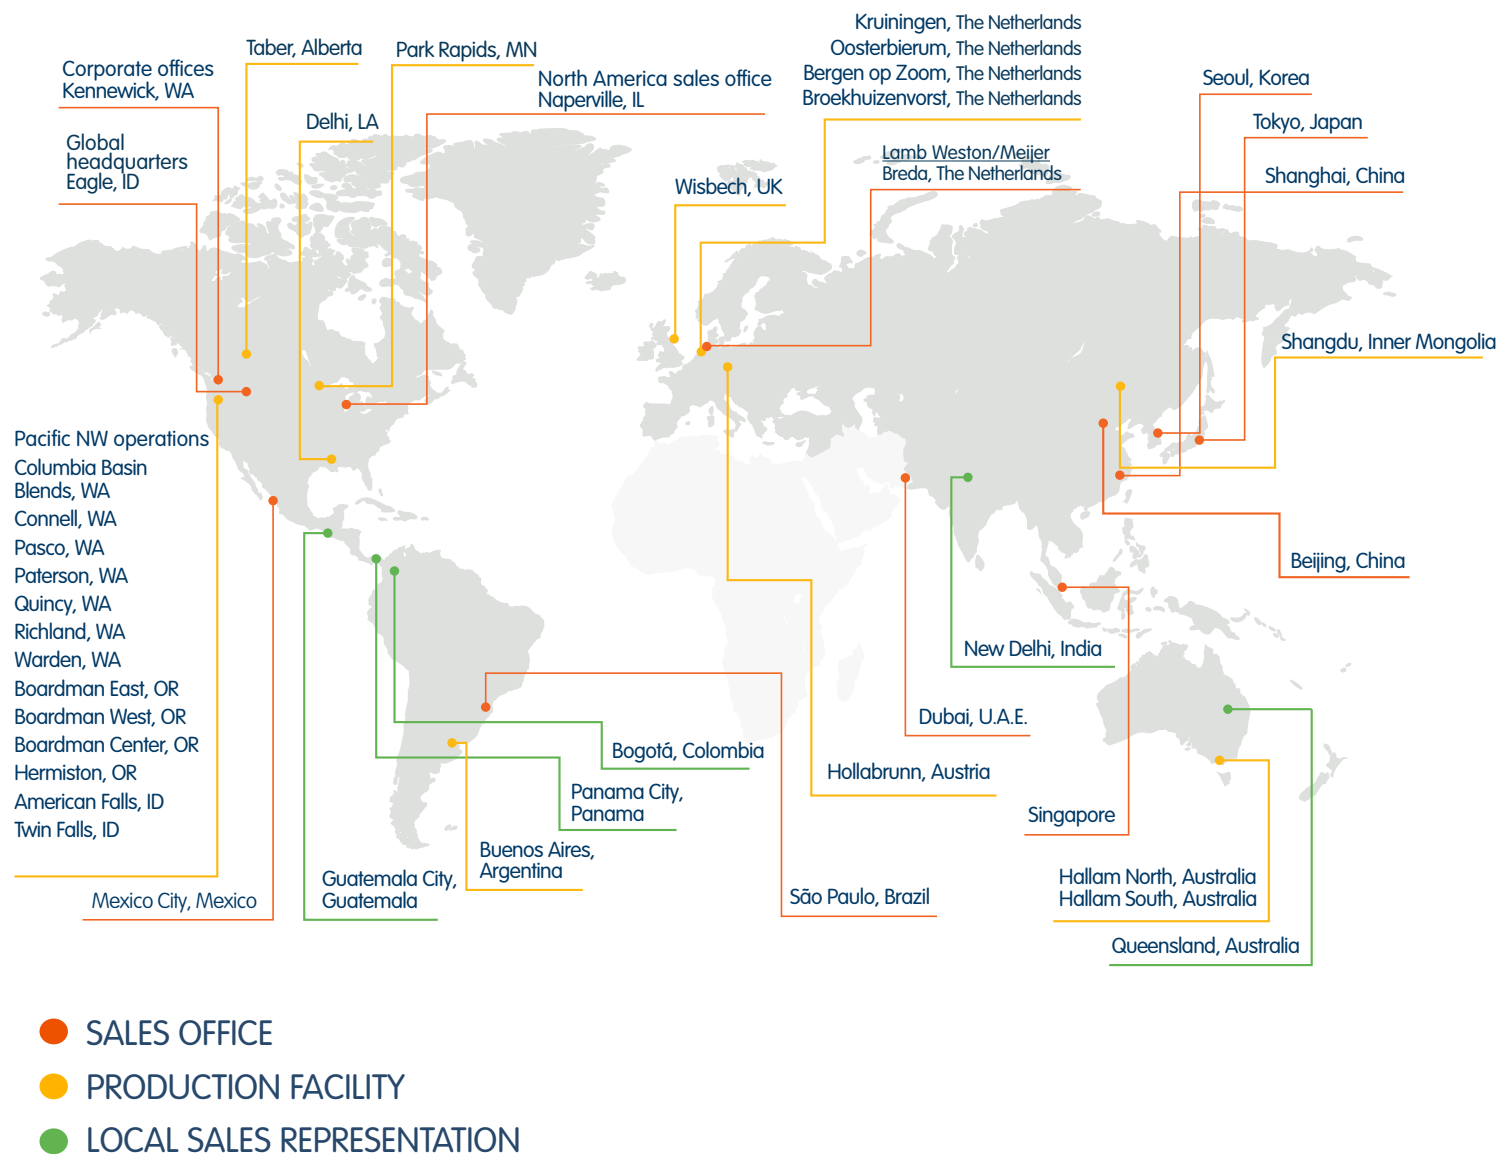 Kruiningen, The Netherlands
Oosterbierum, The Netherlands
Bergen op Zoom, The Netherlands
Broekhuizenvorst, The Netherlands
Taber, Alberta
Park Rapids, MN
Corporate offices
Kennewick, WA
North America sales office
Naperville, IL
Seoul, Korea
Delhi, LA
Tokyo, Japan
Global
headquarters
Eagle, ID
Lamb Weston/Meijer
Breda, The Netherlands
Shanghai, China
Wisbech, UK
Shangdu, Inner Mongolia
Pacific NW operations
Columbia Basin
Blends, WA
Connell, WA
Pasco, WA
Paterson, WA
Quincy, WA
Richland, WA
Warden, WA
Boardman East, OR
Boardman West, OR
Boardman Center, OR
Hermiston, OR
American Falls, ID
Twin Falls, ID
Beijing, China
New Delhi, India
Dubai, U.A.E.
Bogotá, Colombia
Hollabrunn, Austria
Panama City,
Panama
Singapore
Buenos Aires,
Argentina
Guatemala City,
Guatemala
Mexico City, Mexico
São Paulo, Brazil
Hallam North, Australia
Hallam South, Australia
Queensland, Australia
SALES OFFICE
PRODUCTION FACILITY
LOCAL SALES REPRESENTATION